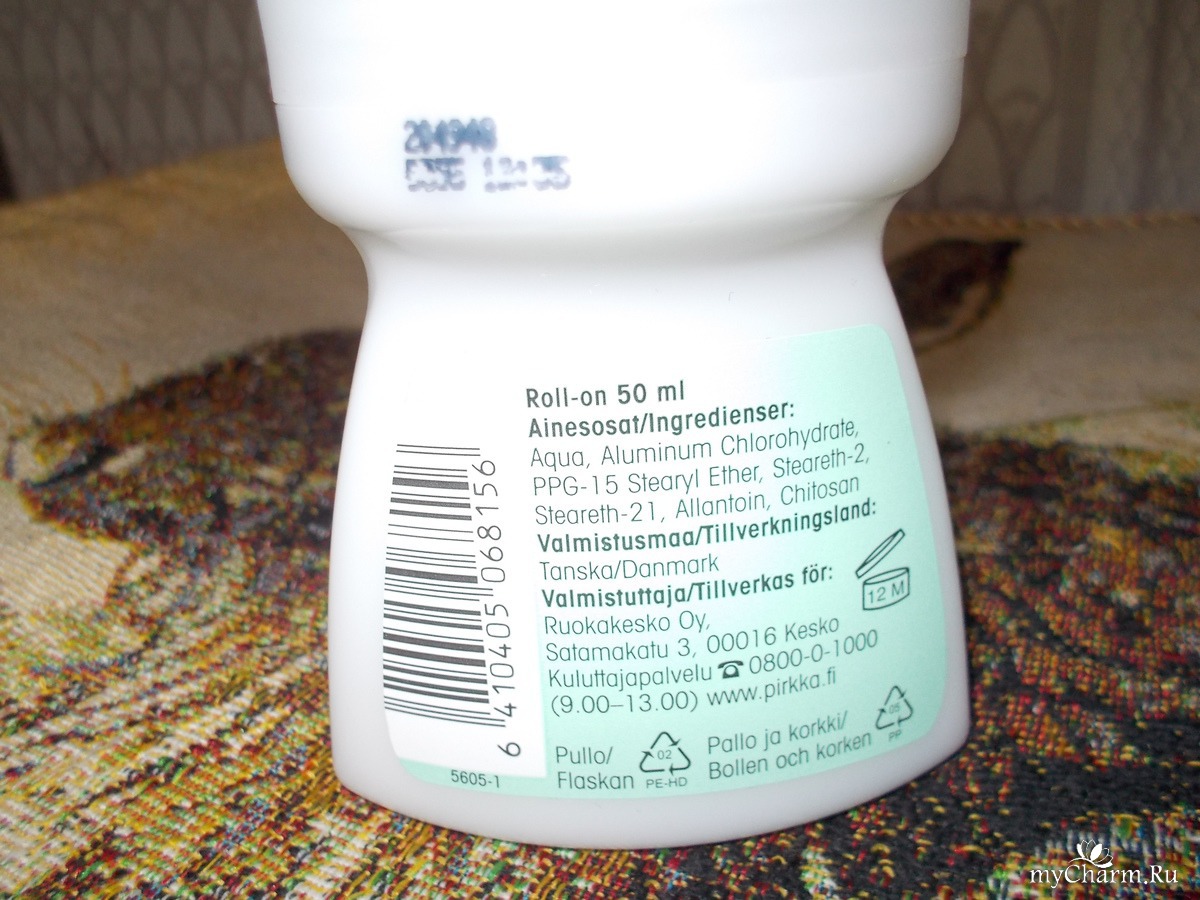 204948
Roll-on 50 ml
Ainesosat/Ingredienser:
Aqua, Aluminum Chlorohydrate,
PPG-15 Stearyl Ether, Steareth-2,
Steareth-21, Allantoin, Chitosan
Valmistusmaa/Tillverkningsland:
Tanska/Danmark
Valmistuttaja/Tillverkas för:
Ruokakesko Oy,
Satamakatu 3, 00016 Kesko
Kuluttajapalvelu ☎ 0800-0-1000
(9.00–13.00) www.pirkka.fi
12 M
Pullo/
Flaskan
02
PE-HD
Pallo ja korkki/
Bollen och korken
05
PP
6 410405 068156
5605-1
myCharm.Ru